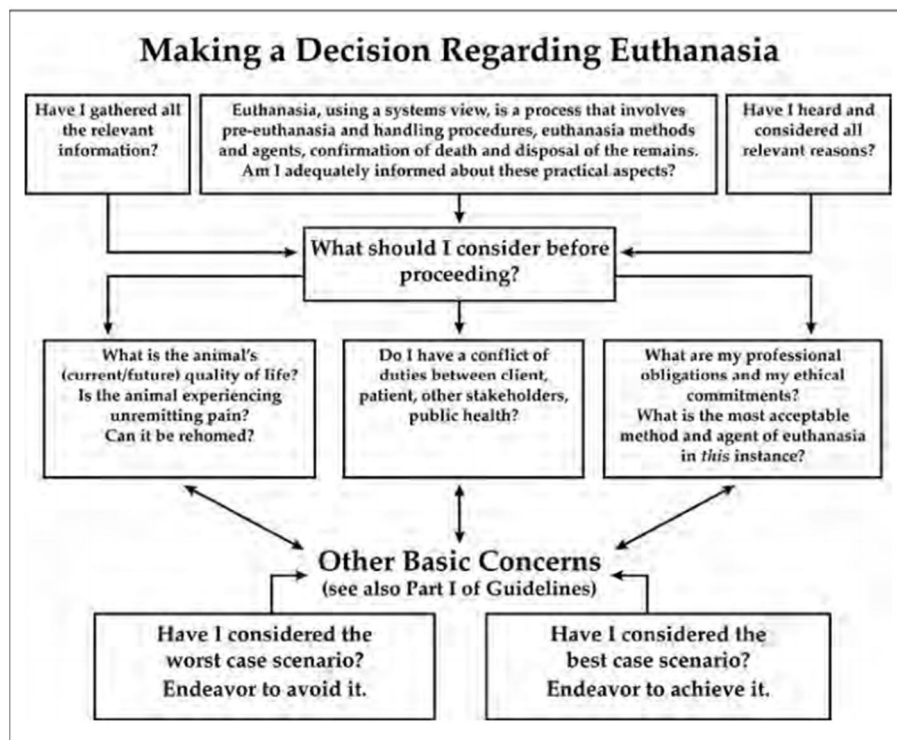 Making a Decision Regarding Euthanasia
Have I gathered all
the relevant
information?
Euthanasia, using a systems view, is a process that involves
pre-euthanasia and handling procedures, euthanasia methods
and agents, confirmation of death and disposal of the remains.
Am I adequately informed about these practical aspects?
Have I heard and
considered all
relevant reasons?
What should I consider before
proceeding?
What is the animal's
(current/future) quality of life?
Is the animal experiencing
unremitting pain?
Can it be rehomed?
Do I have a conflict of
duties between client,
patient, other stakeholders,
public health?
What are my professional
obligations and my ethical
commitments?
What is the most acceptable
method and agent of euthanasia
in this instance?
Other Basic Concerns
(see also Part I of Guidelines)
Have I considered the
worst case scenario?
Endeavor to avoid it.
Have I considered the
best case scenario?
Endeavor to achieve it.